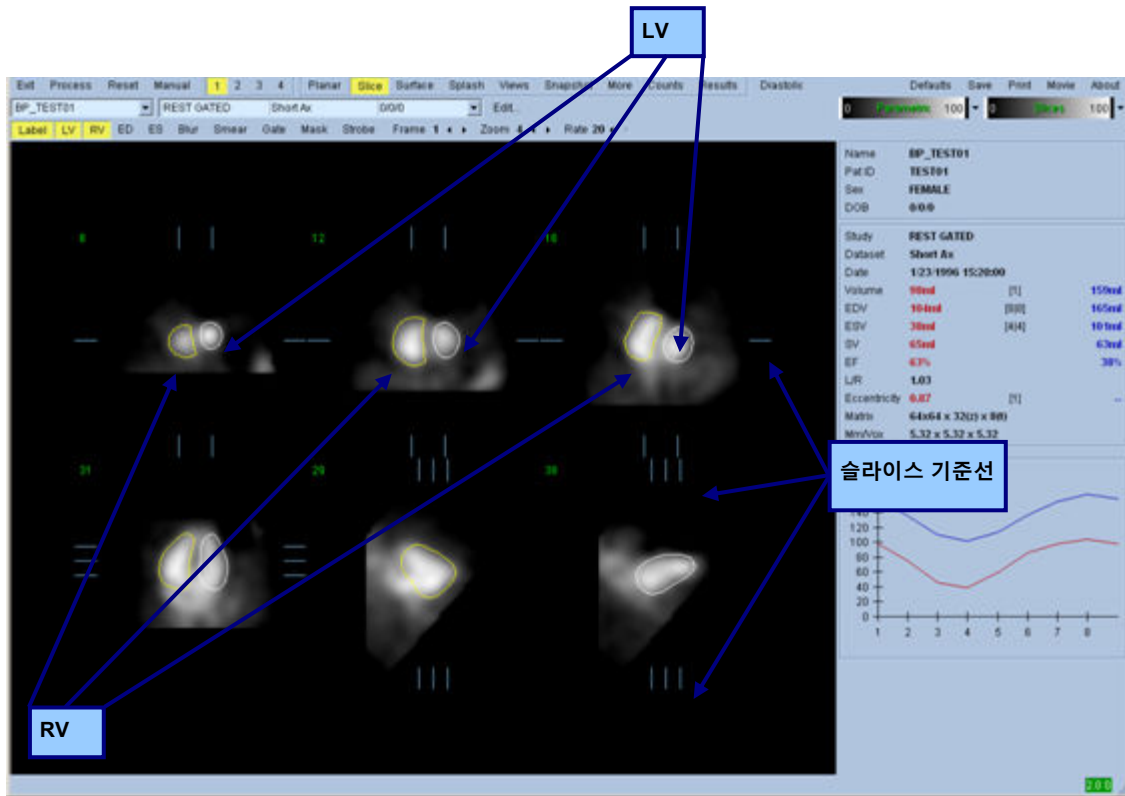 LV
Exit Process Reset Manual 1 2 3 4 Planar Slice Surface Splash Views Snapshot More Counts Results Diastolic Defaults Save Print Movie About
BP_TEST01 REST GATED Short Ax 0/0/0 Edit...
0 Parametric 100 0 Slices 100
Label LV RV ED ES Blur Smear Gate Mask Strobe Frame 1 Zoom 4 Rate 20
Name BP_TEST01
Pat ID TEST01
Sex FEMALE
DOB 0/0/0
8 12 16
Study REST GATED
Dataset Short Ax
Date 1/23/1996 15:20:00
Volume 98ml [1] 159ml
EDV 104ml [8|8] 165ml
ESV 38ml [4|4] 101ml
SV 65ml 63ml
EF 63% 38%
L/R 1.03
Eccentricity 0.87 [1] --
Matrix 64x64 x 32(z) x 8(t)
Mm/Vox 5.32 x 5.32 x 5.32
슬라이스 기준선
31 29 38
140
120
100
80
60
40
20
0
1 2 3 4 5 6 7 8
RV
2.0.0